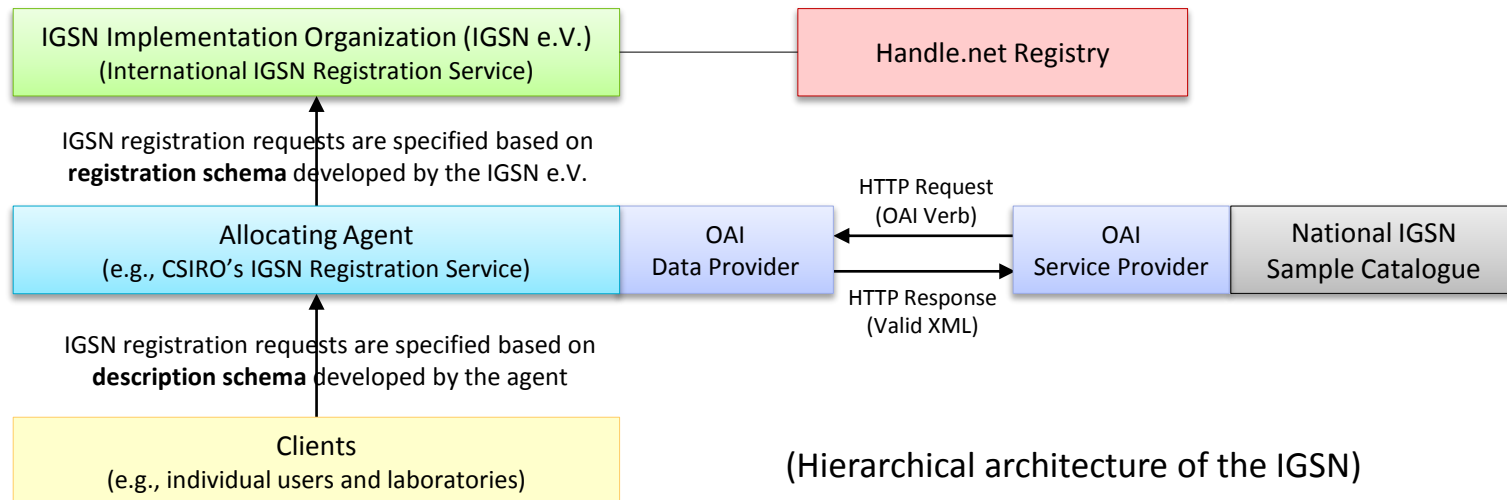 IGSN Implementation Organization (IGSN e.V.)
(International IGSN Registration Service)
Handle.net Registry
IGSN registration requests are specified based on
registration schema developed by the IGSN e.V.
HTTP Request
(OAI Verb)
Allocating Agent
(e.g., CSIRO’s IGSN Registration Service)
OAI
Data Provider
OAI
Service Provider
National IGSN
Sample Catalogue
HTTP Response
(Valid XML)
IGSN registration requests are specified based on
description schema developed by the agent
Clients
(e.g., individual users and laboratories)
(Hierarchical architecture of the IGSN)